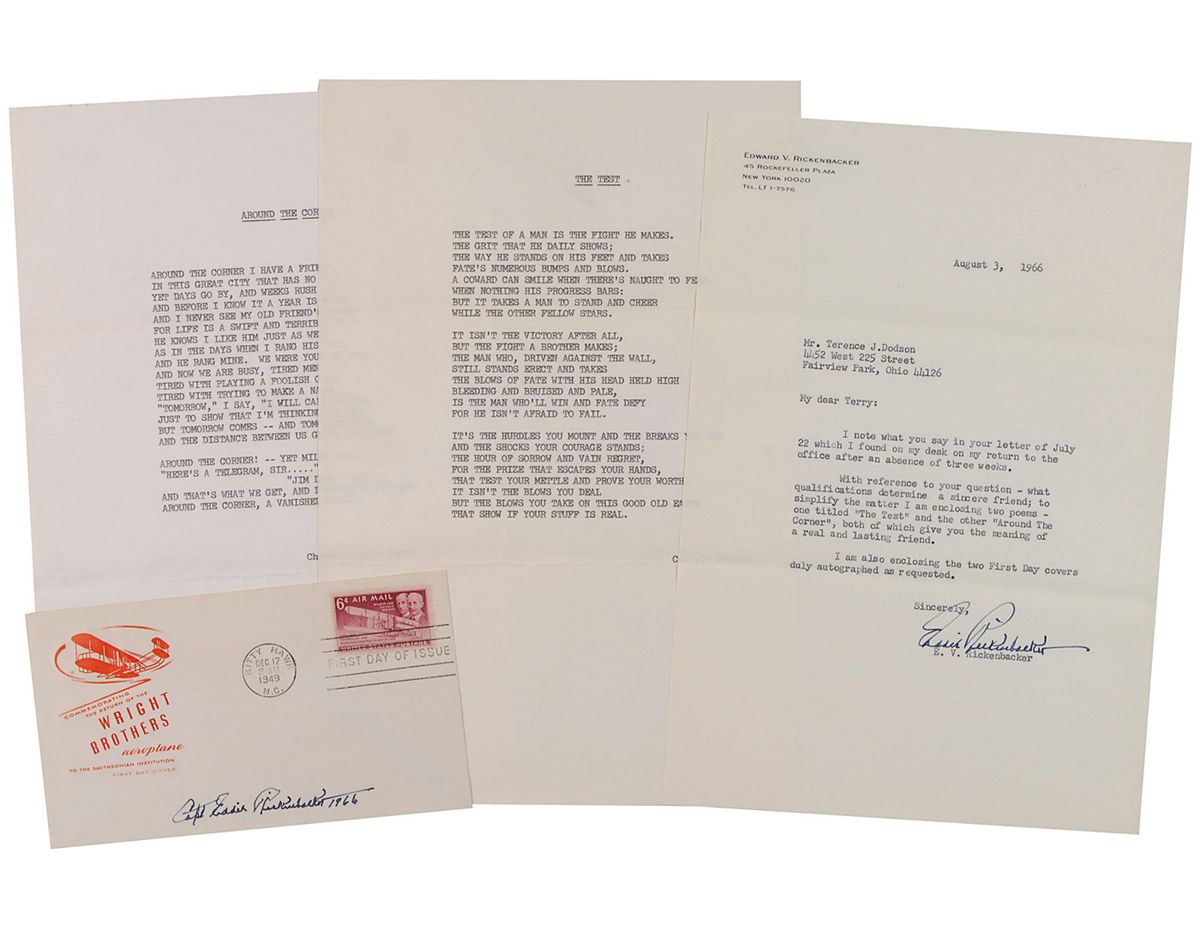 AROUND THE COR
AROUND THE CORNER I HAVE A FRIE
IN THIS GREAT CITY THAT HAS NO
YET DAYS GO BY, AND WEEKS RUSH
AND BEFORE I KNOW IT A YEAR IS
AND I NEVER SEE MY OLD FRIEND'S
FOR LIFE IS A SWIFT AND TERRIB
HE KNOWS I LIKE HIM JUST AS WE
AS IN THE DAYS WHEN I RANG HIS
AND HE RANG MINE. WE WERE YOU
AND NOW WE ARE BUSY, TIRED MEN
TIRED WITH PLAYING A FOOLISH G
TIRED WITH TRYING TO MAKE A NA
"TOMORROW," I SAY, "I WILL CA
JUST TO SHOW THAT I'M THINKING
BUT TOMORROW COMES -- AND TOM
AND THE DISTANCE BETWEEN US G
AROUND THE CORNER! -- YET MIL
"HERE'S A TELEGRAM, SIR....."
"JIM D
AND THAT'S WHAT WE GET, AND D
AROUND THE CORNER, A VANISHE
Ch
THE TEST
THE TEST OF A MAN IS THE FIGHT HE MAKES.
THE GRIT THAT HE DAILY SHOWS;
THE WAY HE STANDS ON HIS FEET AND TAKES
FATE'S NUMEROUS BUMPS AND BLOWS.
A COWARD CAN SMILE WHEN THERE'S NAUGHT TO FE
WHEN NOTHING HIS PROGRESS BARS:
BUT IT TAKES A MAN TO STAND AND CHEER
WHILE THE OTHER FELLOW STARS.
IT ISN'T THE VICTORY AFTER ALL,
BUT THE FIGHT A BROTHER MAKES;
THE MAN WHO, DRIVEN AGAINST THE WALL,
STILL STANDS ERECT AND TAKES
THE BLOWS OF FATE WITH HIS HEAD HELD HIGH
BLEEDING AND BRUISED AND PALE,
IS THE MAN WHO'LL WIN AND FATE DEFY
FOR HE ISN'T AFRAID TO FAIL.
IT'S THE HURDLES YOU MOUNT AND THE BREAKS Y
AND THE SHOCKS YOUR COURAGE STANDS;
THE HOUR OF SORROW AND VAIN REGRET,
FOR THE PRIZE THAT ESCAPES YOUR HANDS,
THAT TEST YOUR METTLE AND PROVE YOUR WORTH
IT ISN'T THE BLOWS YOU DEAL
BUT THE BLOWS YOU TAKE ON THIS GOOD OLD EA
THAT SHOW IF YOUR STUFF IS REAL.
C
EDWARD V. RICKENBACKER
45 ROCKEFELLER PLAZA
NEW YORK 10020
TEL. LT 1-7576
August 3, 1966
Mr. Terence J.Dodson
4452 West 225 Street
Fairview Park, Ohio 44126
My dear Terry:
I note what you say in your letter of July
22 which I found on my desk on my return to the
office after an absence of three weeks.
With reference to your question - what
qualifications determine a sincere friend; to
simplify the matter I am enclosing two poems -
one titled "The Test" and the other "Around The
Corner", both of which give you the meaning of
a real and lasting friend.
I am also enclosing the two First Day covers
duly autographed as requested.
Sincerely,
Eddie Rickenbacker
E. V. Rickenbacker
COMMEMORATING
THE RETURN OF THE
WRIGHT
BROTHERS
aeroplane
TO THE SMITHSONIAN INSTITUTION
FIRST DAY COVER
KITTY HAWK
DEC 17
1949
N.C.
6¢ AIR MAIL
UNITED STATES POSTAGE
FIRST DAY OF ISSUE
Capt Eddie Rickenbacker 1966